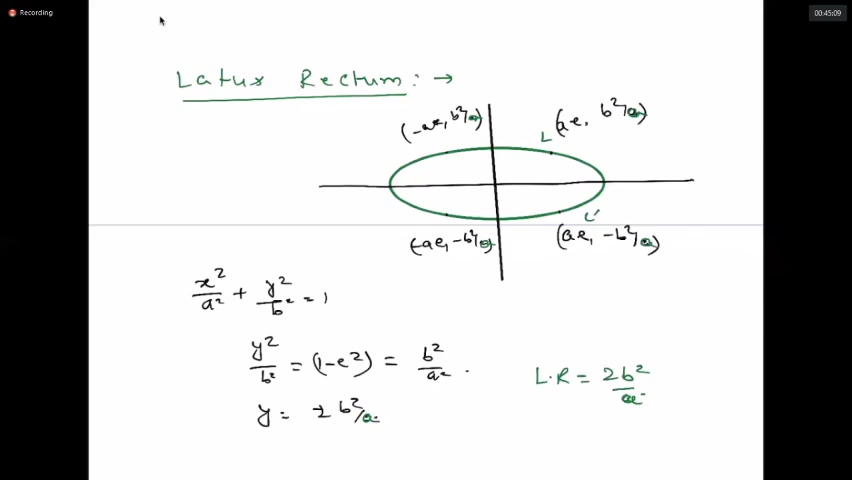 Recording
00:45:09
Latus Rectum : →
(-ae, b²/a)
(ae, b²/a)
L
L'
(-ae, -b²/a)
(ae, -b²/a)
x²/a² + y²/b² = 1
y²/b² = (1-e²) = b²/a² .
L.R = 2b²/a
y = ± b²/a